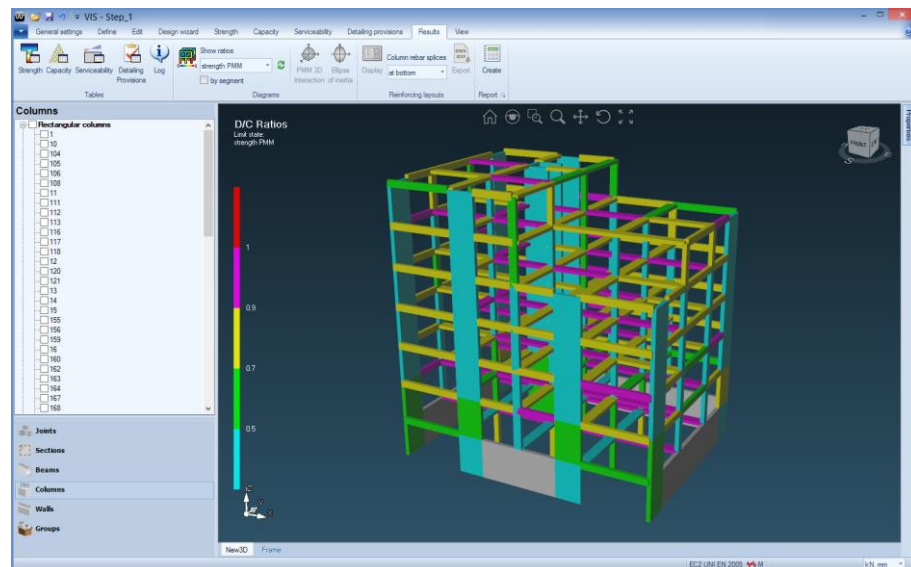 VIS - Step_1
General settings Define Edit Design wizard Strength Capacity Serviceability Detailing provisions Results View
Strength Capacity Serviceability Detailing Provisions Log
Tables
Show ratios
strength PMM
by segment
PMM 3D Interaction
Ellipse of inertia
Diagrams
Display
Column rebar splices
at bottom
Export
Reinforcing layouts
Create
Report
Columns
Rectangular columns
1
10
104
105
106
108
11
111
112
113
116
117
118
12
120
121
13
14
15
155
156
159
16
160
162
163
164
167
168
Joints
Sections
Beams
Columns
Walls
Groups
D/C Ratios
Limit state:
strength PMM
1
0.9
0.7
0.5
Z
Y
X
FRONT
S
Properties
New3D Frame
EC2 UNI EN 2005 M
kN, mm